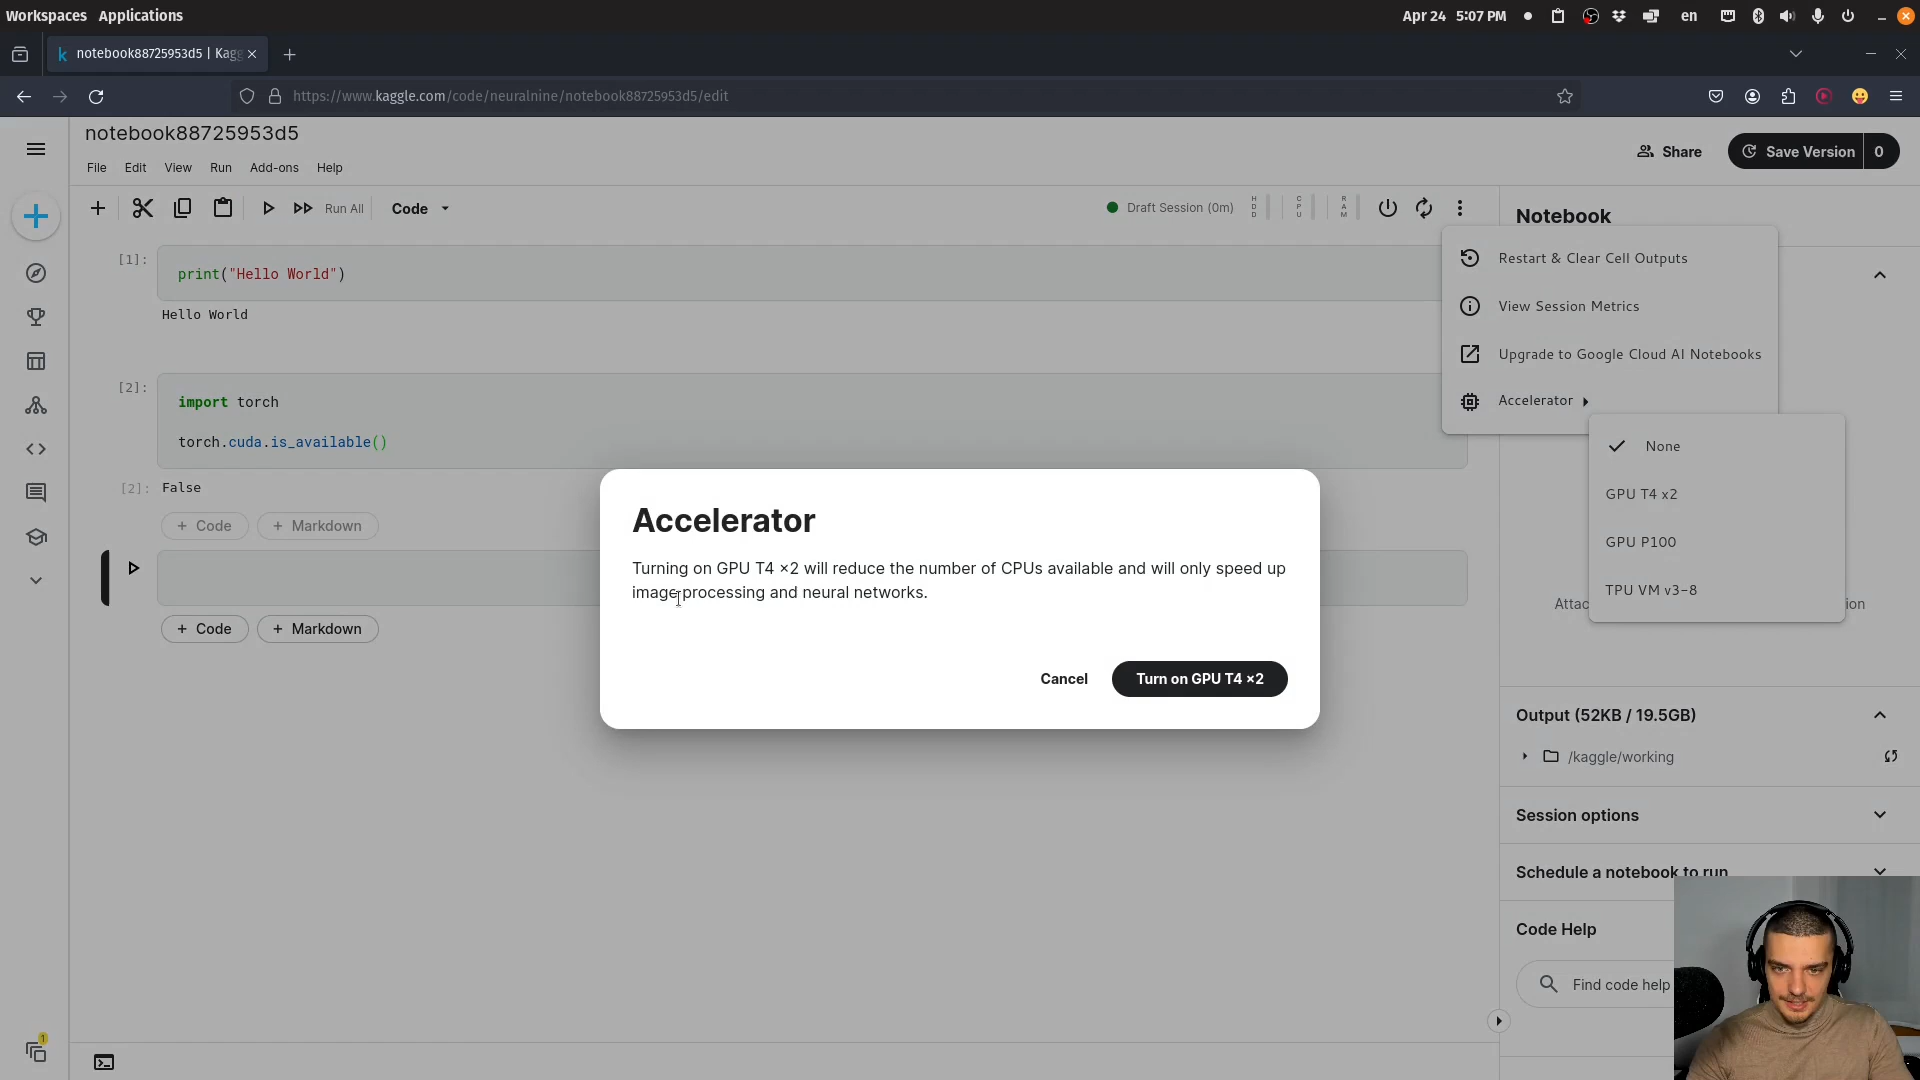 Workspaces Applications
Apr 24 5:07 PM
en
notebook88725953d5 | Kagg
https://www.kaggle.com/code/neuralnine/notebook88725953d5/edit
notebook88725953d5
File Edit View Run Add-ons Help
Share
Save Version 0
Run All
Code
Draft Session (0m)
HDD
CPU
RAM
Notebook
[1]:
print("Hello World")
Hello World
[2]:
import torch
torch.cuda.is_available()
[2]: False
+ Code + Markdown
+ Code + Markdown
Restart & Clear Cell Outputs
View Session Metrics
Upgrade to Google Cloud AI Notebooks
Accelerator
None
GPU T4 x2
GPU P100
TPU VM v3-8
Accelerator
Turning on GPU T4 ×2 will reduce the number of CPUs available and will only speed up
image processing and neural networks.
Cancel
Turn on GPU T4 ×2
Output (52KB / 19.5GB)
/kaggle/working
Session options
Schedule a notebook to run
Code Help
Find code help
1